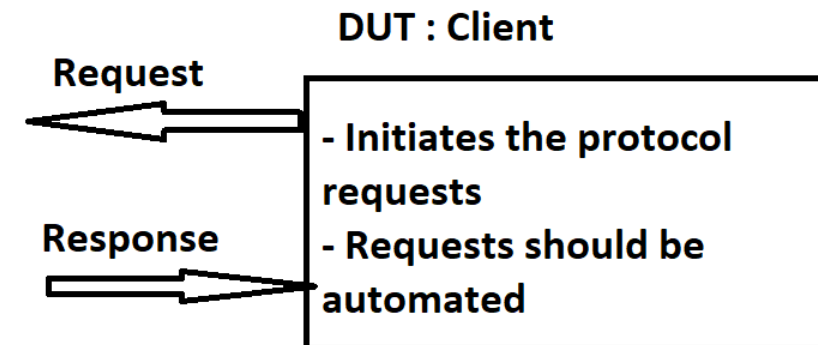 DUT : Client
Request
- Initiates the protocol
requests
Response
- Requests should be
automated